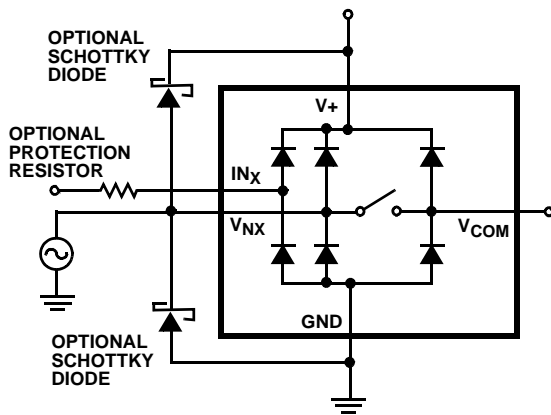 OPTIONAL
SCHOTTKY
DIODE
V+
OPTIONAL
PROTECTION
RESISTOR
INX
VNX
VCOM
GND
OPTIONAL
SCHOTTKY
DIODE